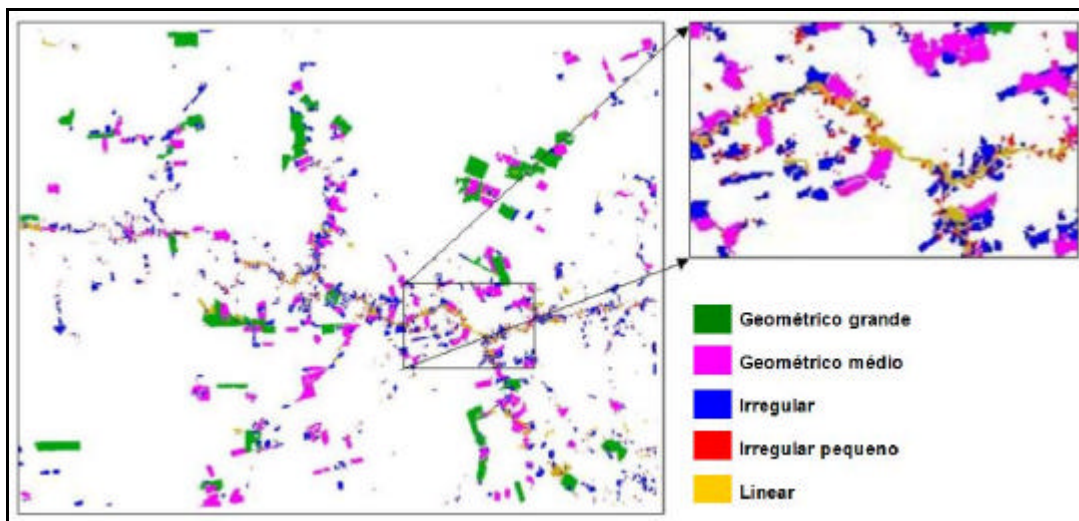 Geométrico grande
Geométrico médio
Irregular
Irregular pequeno
Linear